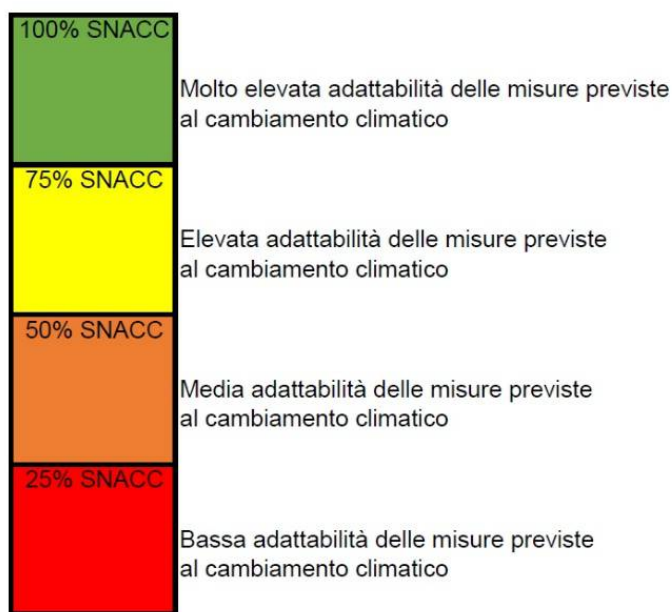 100% SNACC
Molto elevata adattabilità delle misure previste
al cambiamento climatico
75% SNACC
Elevata adattabilità delle misure previste
al cambiamento climatico
50% SNACC
Media adattabilità delle misure previste
al cambiamento climatico
25% SNACC
Bassa adattabilità delle misure previste
al cambiamento climatico